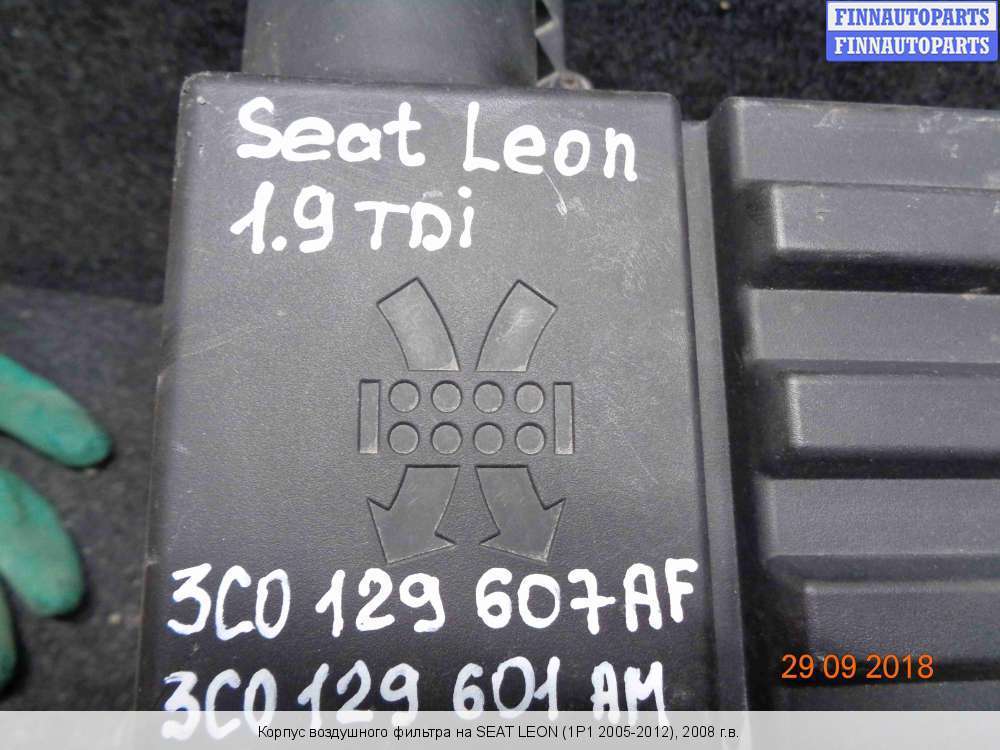 FINNAUTOPARTS
FINNAUTOPARTS
Seat Leon
1.9 TDi
3C0 129 607AF
3C0 129 601 AM
29 09 2018
Корпус воздушного фильтра на SEAT LEON (1P1 2005-2012), 2008 г.в.